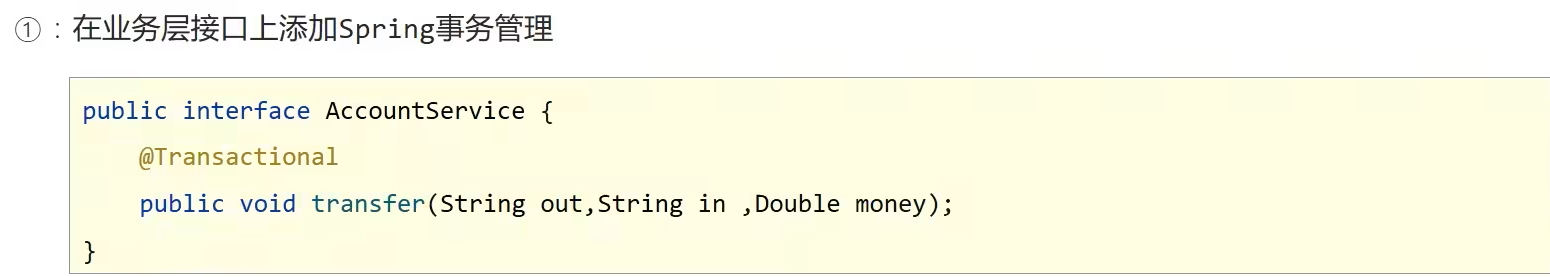 ①：在业务层接口上添加Spring事务管理
public interface AccountService {
    @Transactional
    public void transfer(String out,String in ,Double money);
}